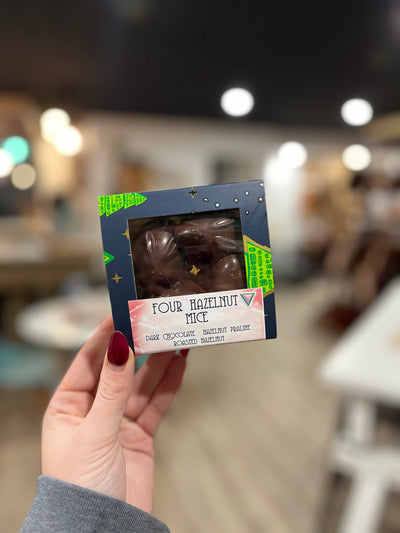 FOUR HAZELNUT
MICE
DARK CHOCOLATE HAZELNUT PRALINE
ROASTED HAZELNUT